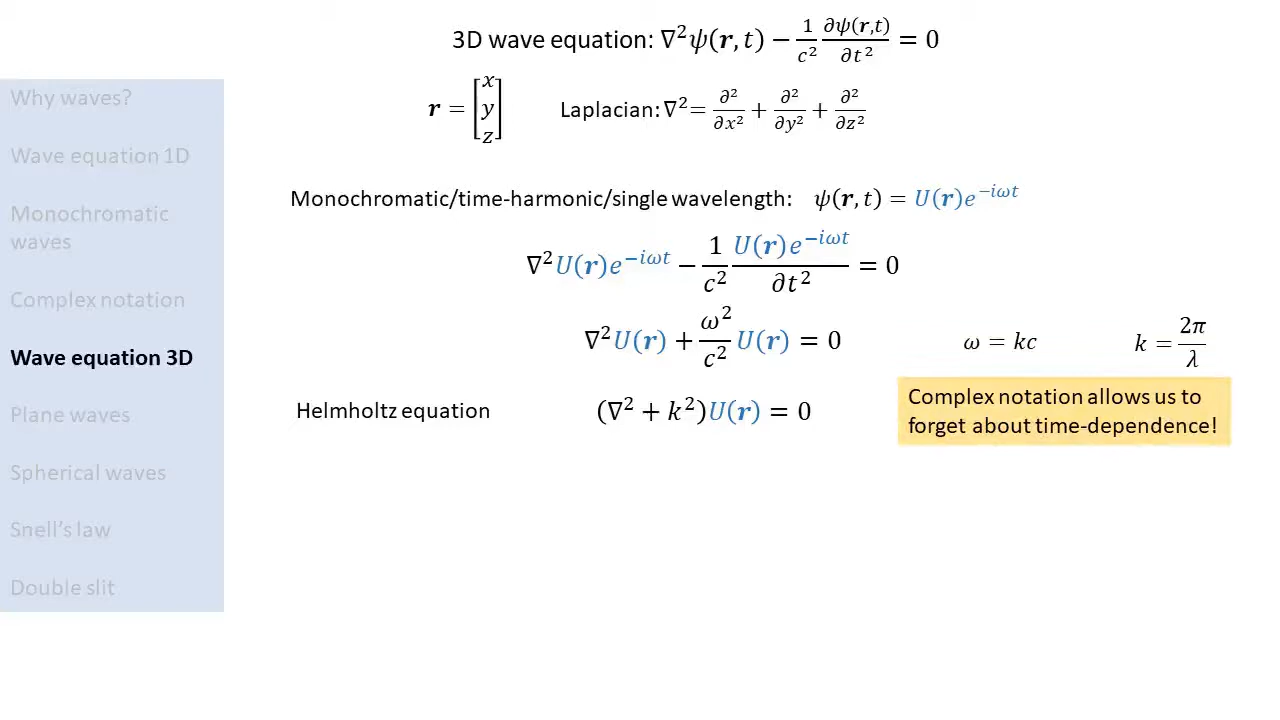 3D wave equation: ∇²ψ(r, t) − 1/c² ∂ψ(r,t)/∂t² = 0
r = [x y z]
Laplacian: ∇² = ∂²/∂x² + ∂²/∂y² + ∂²/∂z²
Monochromatic/time-harmonic/single wavelength: ψ(r, t) = U(r)e^{−iωt}
∇²U(r)e^{−iωt} − 1/c² U(r)e^{−iωt}/∂t² = 0
∇²U(r) + ω²/c² U(r) = 0
ω = kc
k = 2π/λ
Helmholtz equation
(∇² + k²)U(r) = 0
Complex notation allows us to
forget about time-dependence!
Why waves?
Wave equation 1D
Monochromatic
waves
Complex notation
Wave equation 3D
Plane waves
Spherical waves
Snell’s law
Double slit